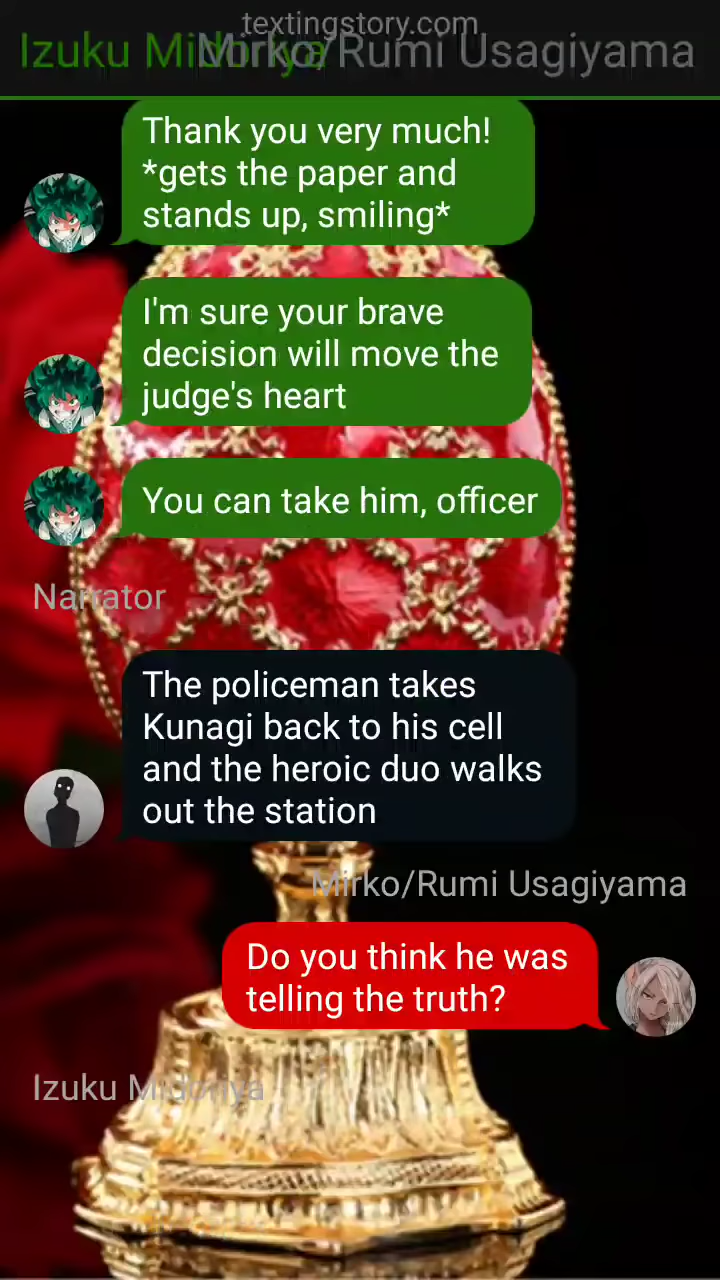 textingstory.com
Izuku Midoriya
Mirko/Rumi Usagiyama
Thank you very much!
*gets the paper and
stands up, smiling*
I'm sure your brave
decision will move the
judge's heart
You can take him, officer
Narrator
The policeman takes
Kunagi back to his cell
and the heroic duo walks
out the station
Mirko/Rumi Usagiyama
Do you think he was
telling the truth?
Izuku Midoriya